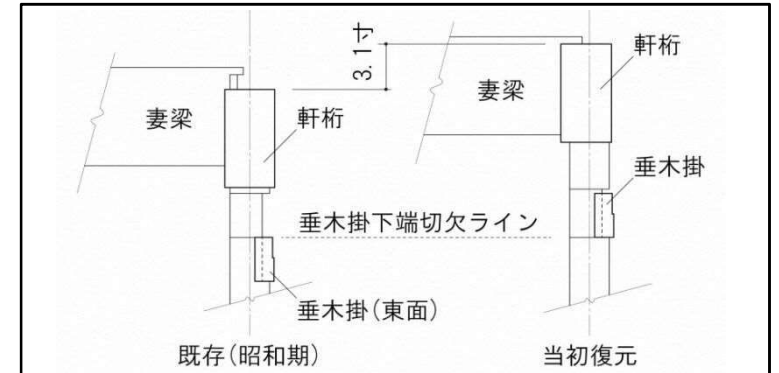 3.1寸
妻梁
軒桁
妻梁
軒桁
垂木掛
垂木掛下端切欠ライン
垂木掛(東面)
既存(昭和期)
当初復元